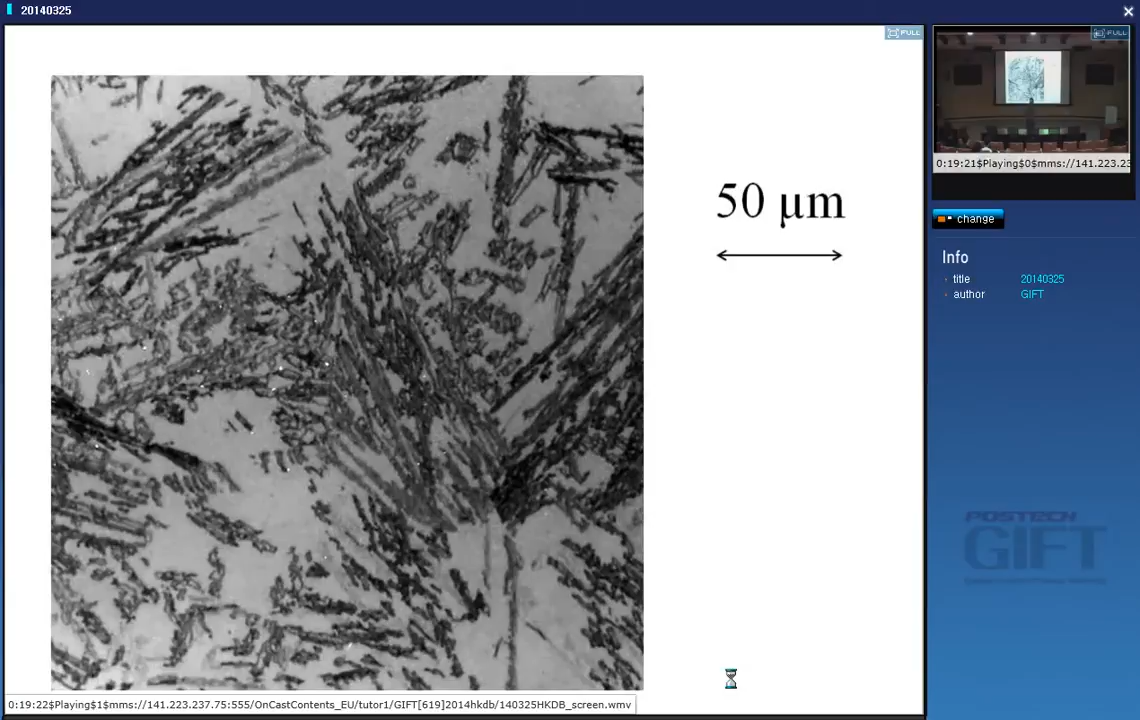 20140325
FULL
50 μm
FULL
0:19:21$Playing$0$mms://141.223.23
change
Info
title 20140325
author GIFT
POSTECH
GIFT
0:19:22$Playing$1$mms://141.223.237.75:555/OnCastContents_EU/tutor1/GIFT[619]2014hkdb/140325HKDB_screen.wmv